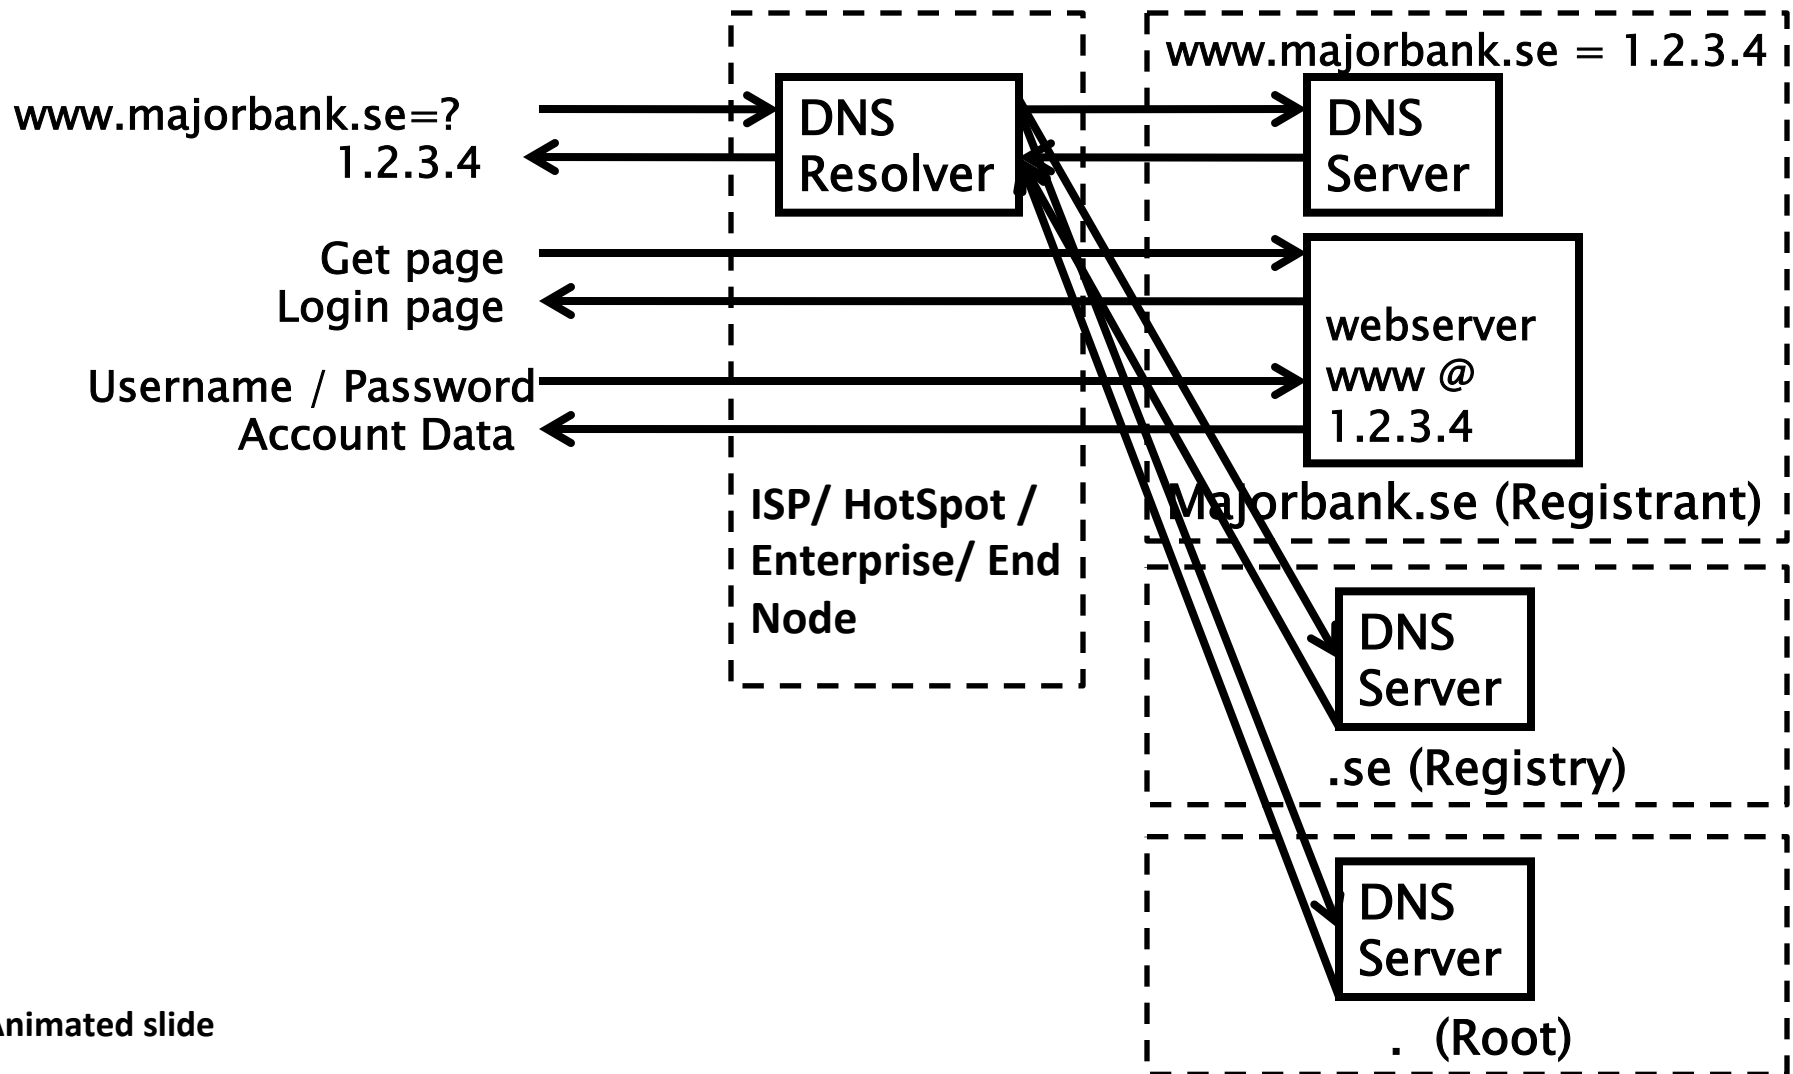 www.majorbank.se=?
1.2.3.4
Get page
Login page
Username / Password
Account Data
DNS
Resolver
ISP/ HotSpot /
Enterprise/ End
Node
www.majorbank.se = 1.2.3.4
DNS
Server
webserver
www @
1.2.3.4
Majorbank.se (Registrant)
DNS
Server
.se (Registry)
DNS
Server
. (Root)
Animated slide